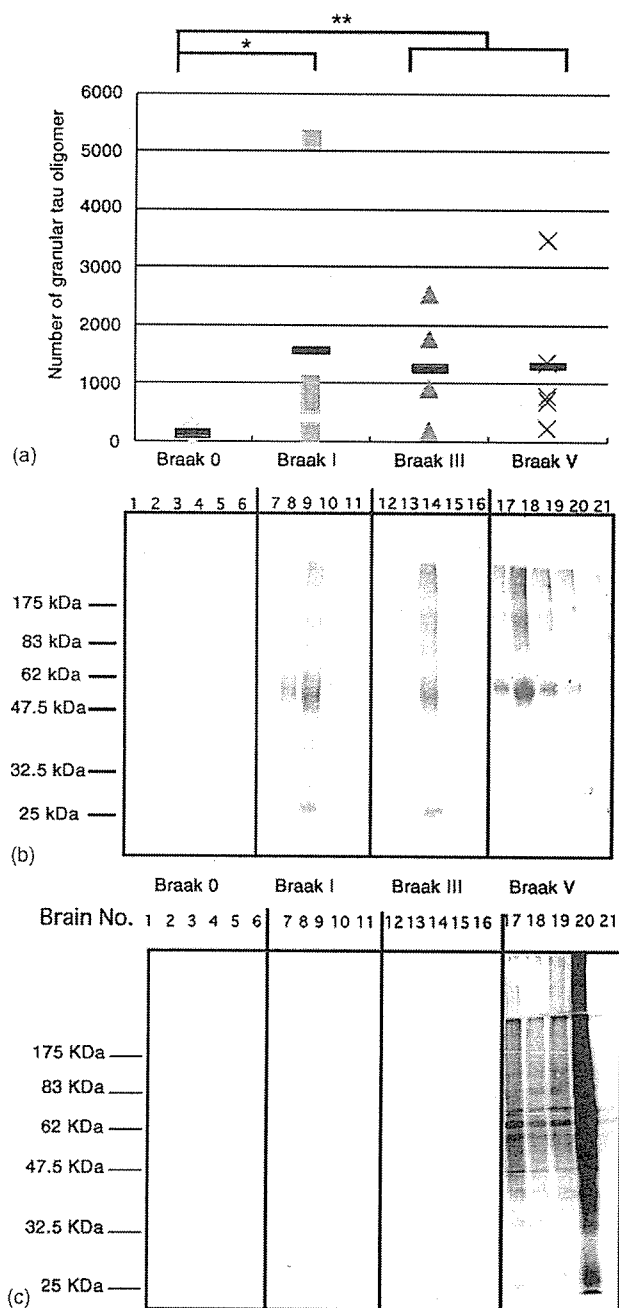 **
*
6000
5000
4000
3000
2000
1000
0
Number of granular tau oligomer
Braak 0 Braak I Braak III Braak V
(a)
1 2 3 4 5 6 7 8 9 10 11 12 13 14 15 16 17 18 19 20 21
175 kDa
83 kDa
62 kDa
47.5 kDa
32.5 kDa
25 kDa
(b)
Braak 0 Braak I Braak III Braak V
Brain No. 1 2 3 4 5 6 7 8 9 10 11 12 13 14 15 16 17 18 19 20 21
175 KDa
83 KDa
62 KDa
47.5 KDa
32.5 KDa
25 KDa
(c)